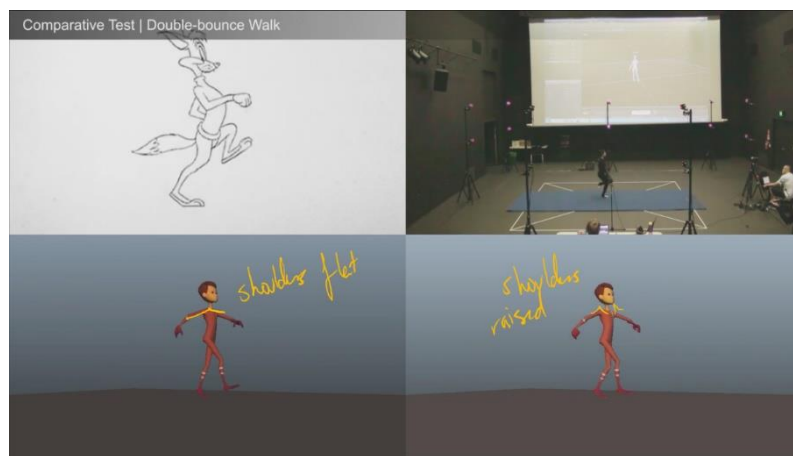 Comparative Test | Double-bounce Walk
shoulders flat
shoulders
raised